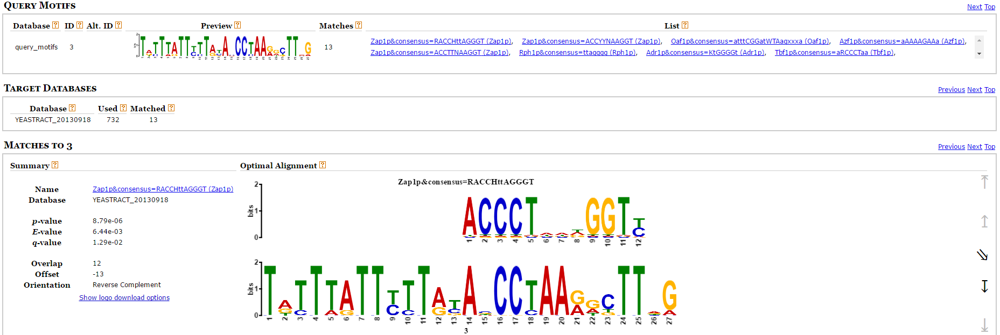 QUERY MOTIFS
Next Top
Database ? ID ? Alt. ID ? Preview ? Matches ? List ?
query_motifs 3 13 Zap1p&consensus=RACCHttAGGGT (Zap1p), Zap1p&consensus=ACCYYNAAGGT (Zap1p), Oaf1p&consensus=atttCGGatWTAagxxxa (Oaf1p), Azf1p&consensus=aAAAAGAAa (Azf1p),
Zap1p&consensus=ACCTTNAAGGT (Zap1p), Rph1p&consensus=ttaggg (Rph1p), Adr1p&consensus=KtGGGGt (Adr1p), Tbf1p&consensus=aRCCCTaa (Tbf1p),
TARGET DATABASES
Previous Next Top
Database ? Used ? Matched ?
YEASTRACT_20130918 732 13
MATCHES TO 3
Previous Next Top
Summary ? Optimal Alignment ?
Zap1p&consensus=RACCHttAGGGT
Name Zap1p&consensus=RACCHttAGGGT (Zap1p)
Database YEASTRACT_20130918
p-value 8.79e-06
E-value 6.44e-03
q-value 1.29e-02
Overlap 12
Offset -13
Orientation Reverse Complement
Show logo download options
2
bits
1
0
ACCCT GGT
1 2 3 4 5 6 7 8 9 10 11 12
2
bits
1
0
1 2 3 4 5 6 7 8 9 10 11 12 13 14 15 16 17 18 19 20 21 22 23 24 25 26 27
3